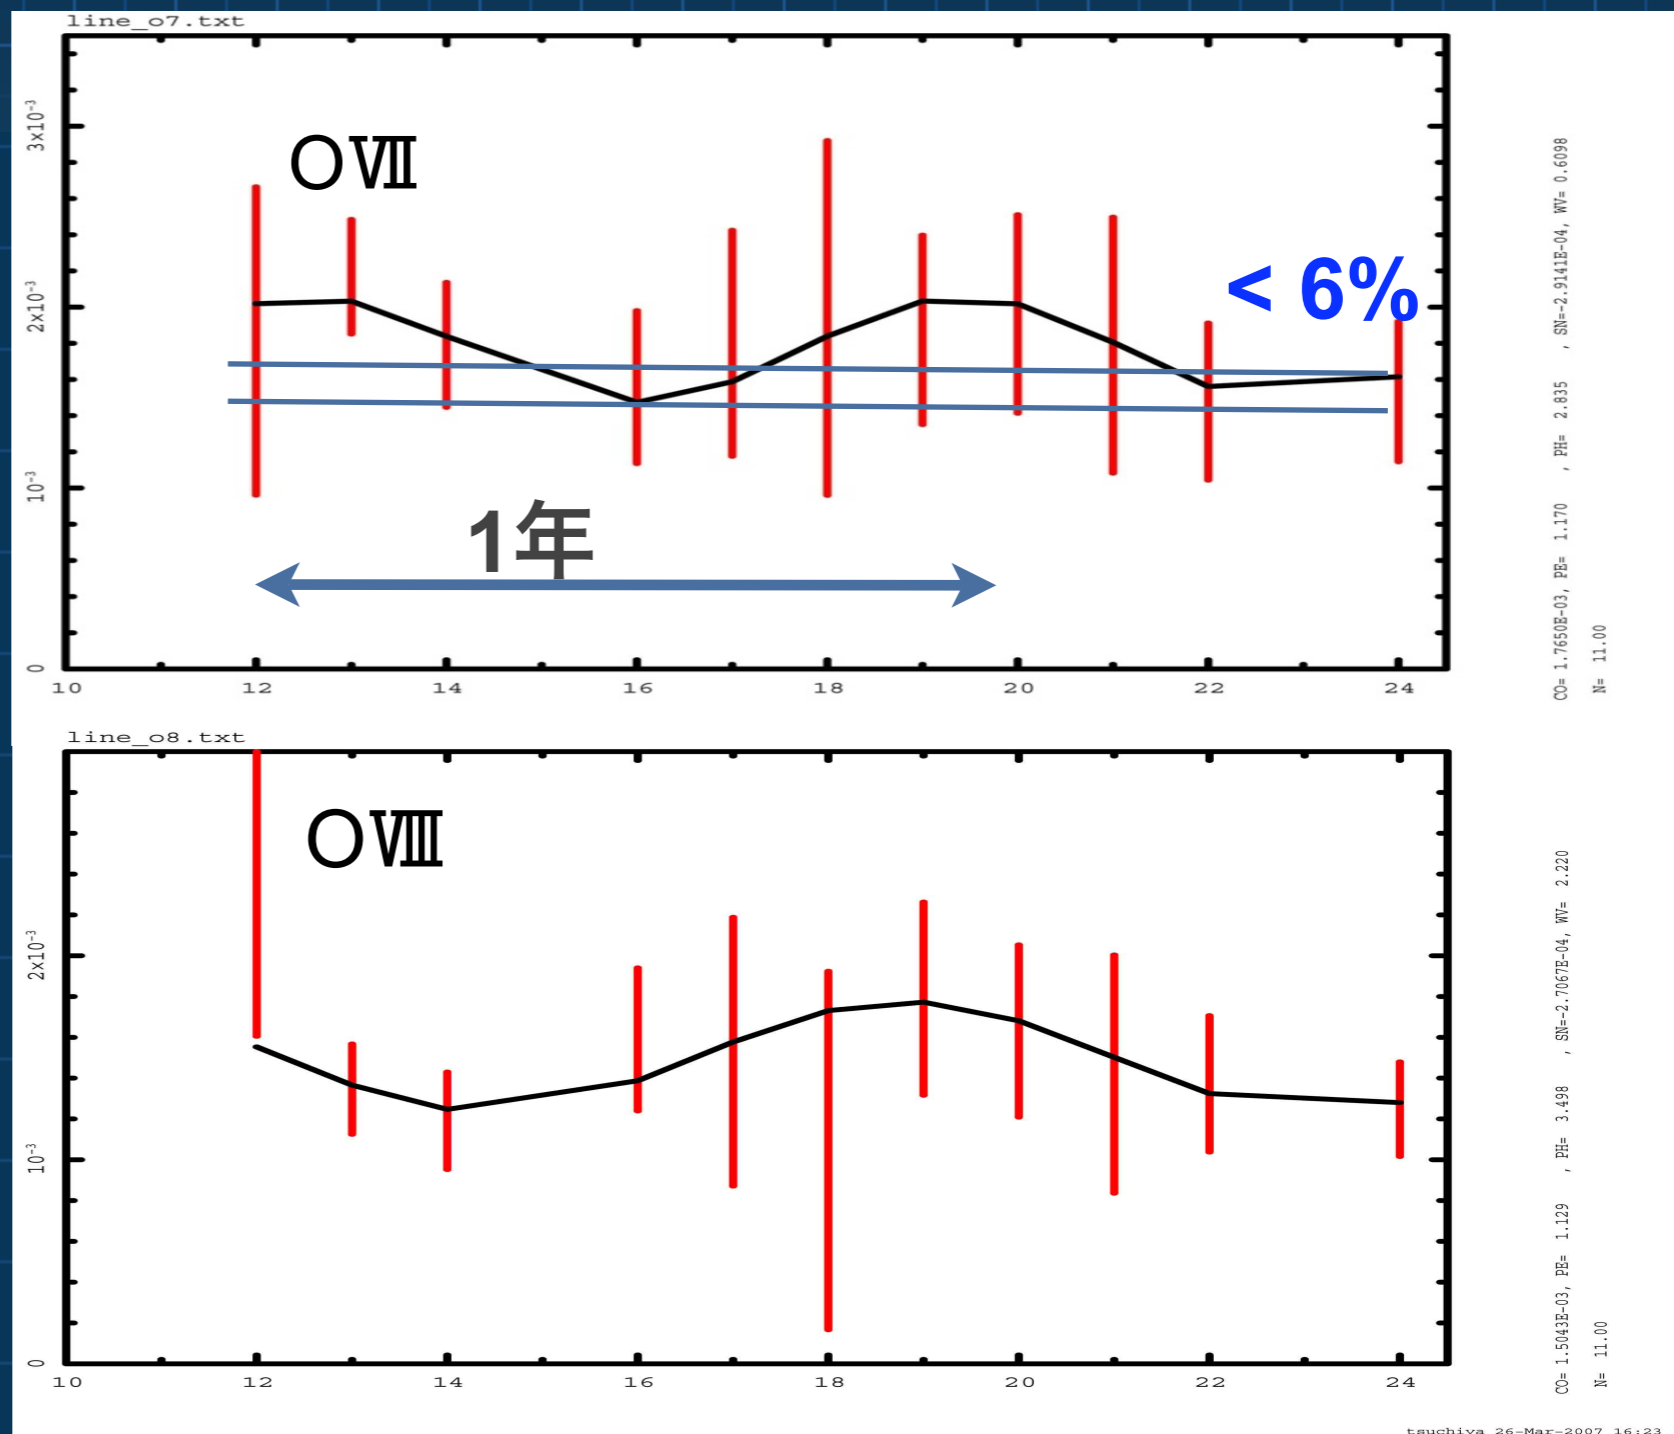 line_o7.txt
3x10⁻³
2x10⁻³
10⁻³
0
OⅦ
< 6%
1年
10 12 14 16 18 20 22 24
CO= 1.7650E-03, PE= 1.170 , PH= 2.835 , SN=-2.9141E-04, WV= 0.6098
N= 11.00
line_o8.txt
2x10⁻³
10⁻³
0
OⅧ
10 12 14 16 18 20 22 24
CO= 1.5043E-03, PE= 1.129 , PH= 3.498 , SN=-2.7067E-04, WV= 2.220
N= 11.00
tsuchiya 26-Mar-2007 16:23